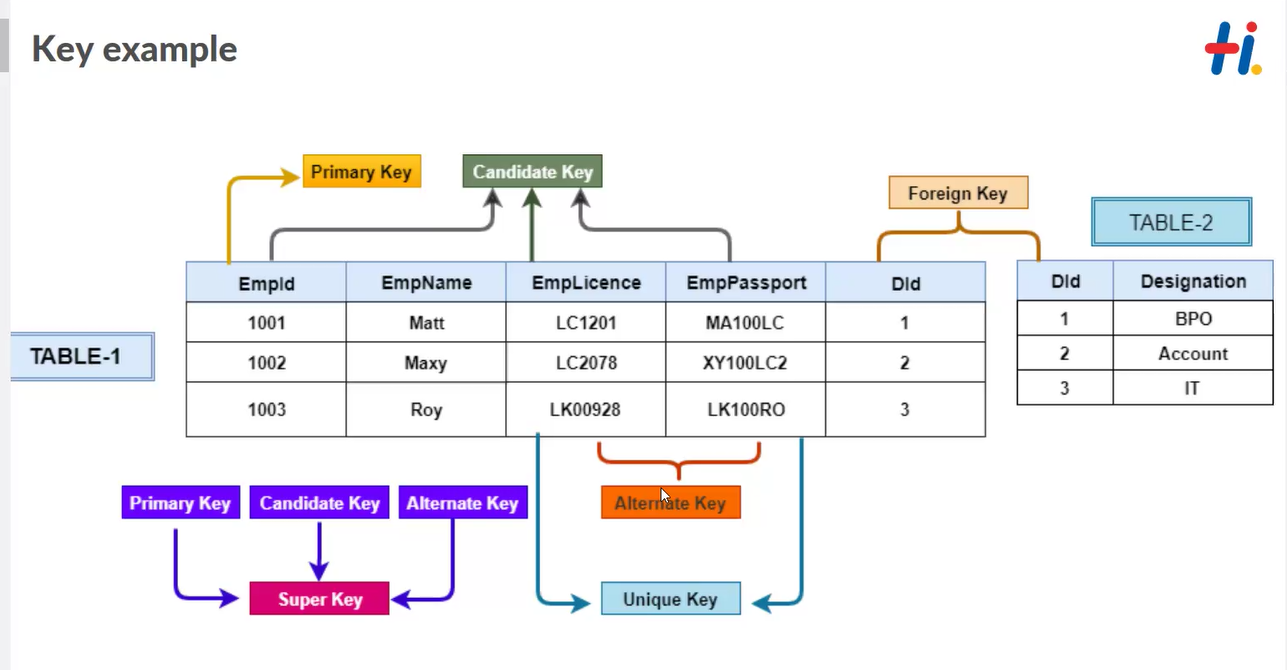 Key example
Hi
Primary Key
Candidate Key
Foreign Key
TABLE-2
EmpId EmpName EmpLicence EmpPassport DId
1001 Matt LC1201 MA100LC 1
1002 Maxy LC2078 XY100LC2 2
1003 Roy LK00928 LK100RO 3
DId Designation
1 BPO
2 Account
3 IT
TABLE-1
Primary Key
Candidate Key
Alternate Key
Alternate Key
Super Key
Unique Key